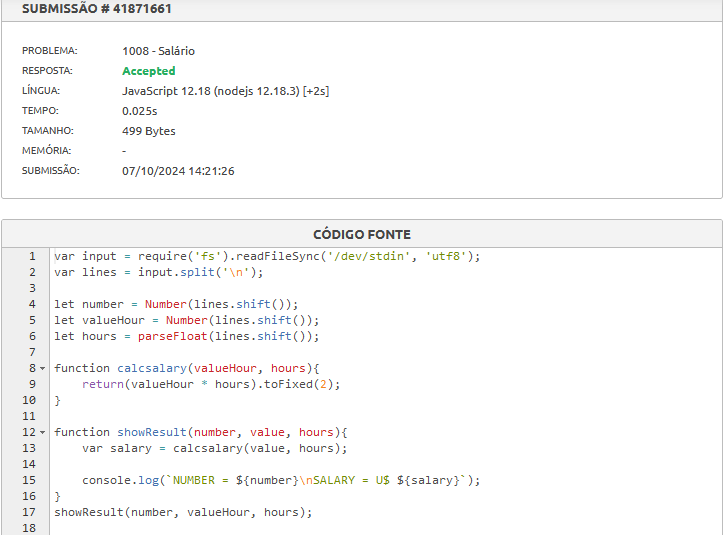 SUBMISSÃO # 41871661
PROBLEMA: 1008 - Salário
RESPOSTA: Accepted
LÍNGUA: JavaScript 12.18 (nodejs 12.18.3) [+2s]
TEMPO: 0.025s
TAMANHO: 499 Bytes
MEMÓRIA: -
SUBMISSÃO: 07/10/2024 14:21:26
CÓDIGO FONTE
1 var input = require('fs').readFileSync('/dev/stdin', 'utf8');
2 var lines = input.split('\n');
3
4 let number = Number(lines.shift());
5 let valueHour = Number(lines.shift());
6 let hours = parseFloat(lines.shift());
7
8 function calcsalary(valueHour, hours){
9     return(valueHour * hours).toFixed(2);
10 }
11
12 function showResult(number, value, hours){
13     var salary = calcsalary(value, hours);
14
15     console.log(`NUMBER = ${number}\nSALARY = U$ ${salary}`);
16 }
17 showResult(number, valueHour, hours);
18